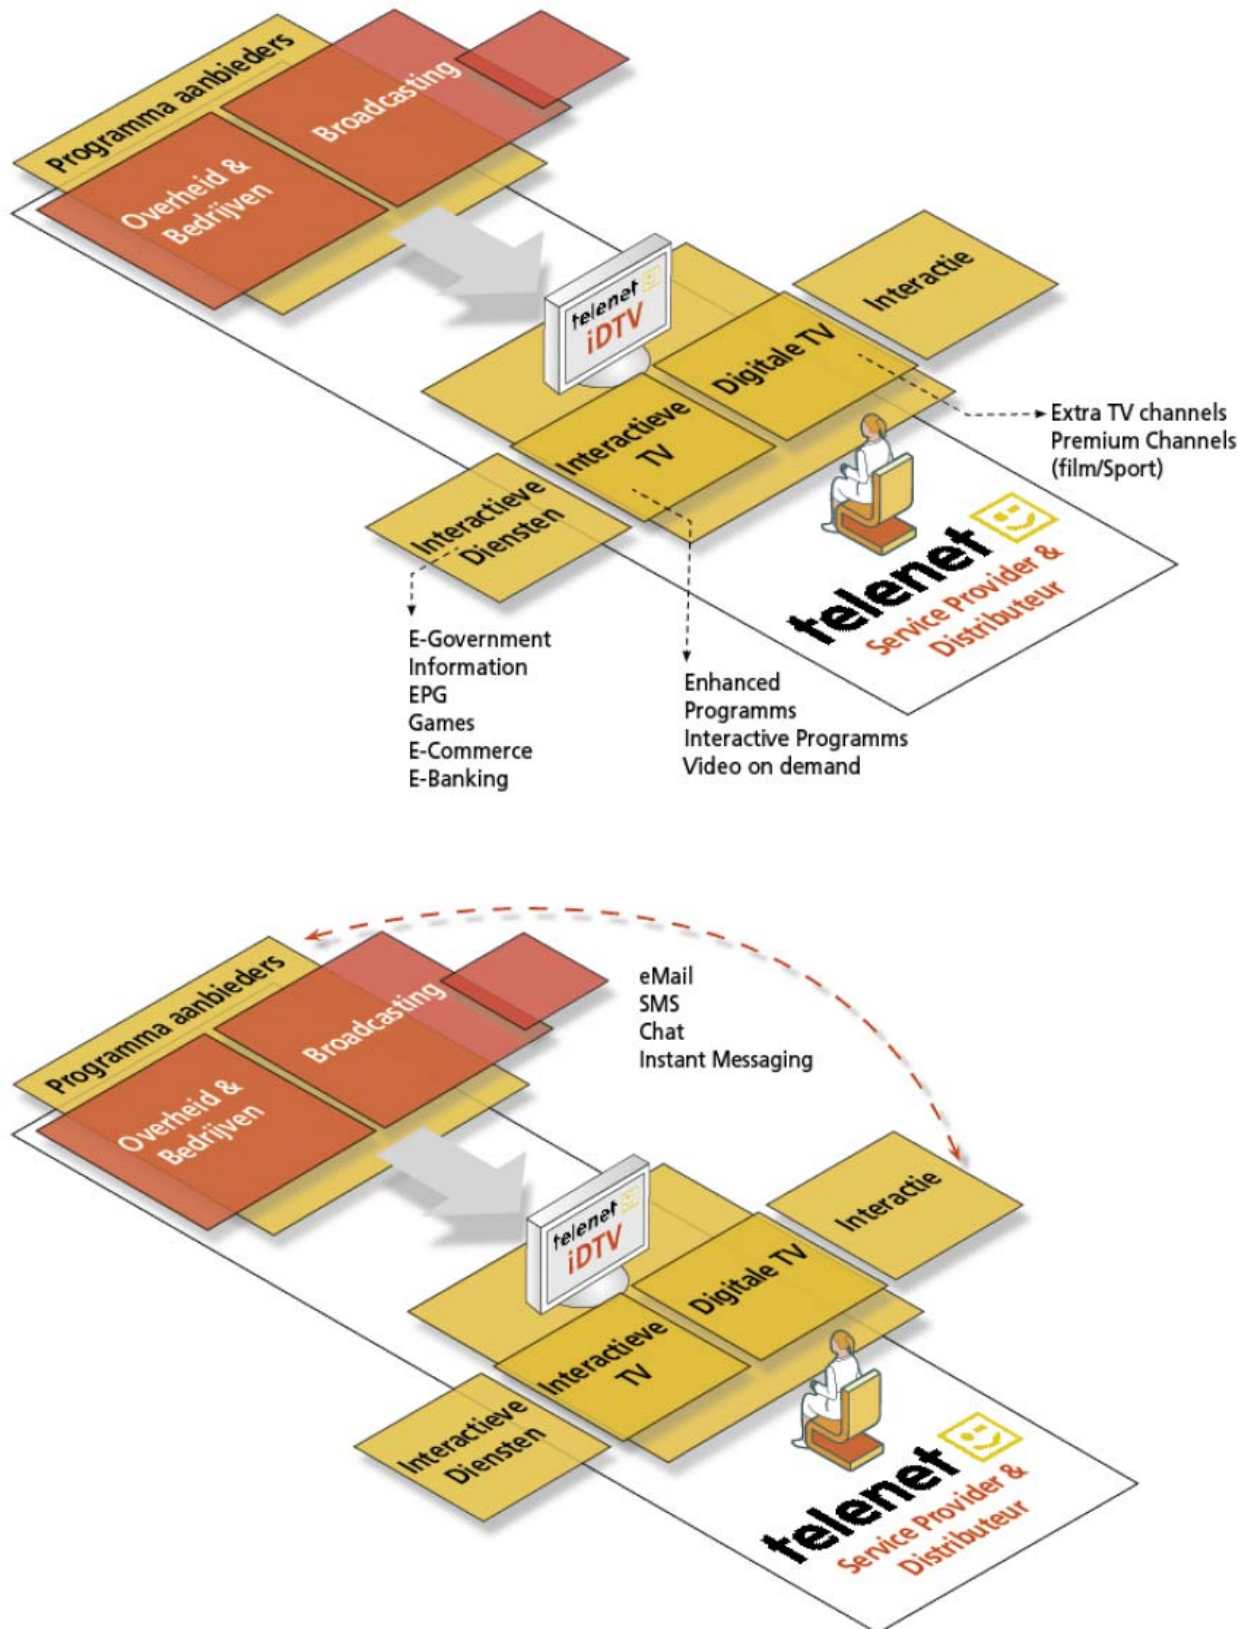 Programma aanbieders
Broadcasting
Overheid &
Bedrijven
telenet
iDTV
Interactie
Digitale TV
Interactieve
TV
Interactieve
Diensten
Extra TV channels
Premium Channels
(film/Sport)
telenet
Service Provider &
Distributeur
E-Government
Information
EPG
Games
E-Commerce
E-Banking
Enhanced
Programms
Interactive Programms
Video on demand
eMail
SMS
Chat
Instant Messaging
Programma aanbieders
Broadcasting
Overheid &
Bedrijven
telenet
iDTV
Interactie
Digitale TV
Interactieve
TV
Interactieve
Diensten
telenet
Service Provider &
Distributeur